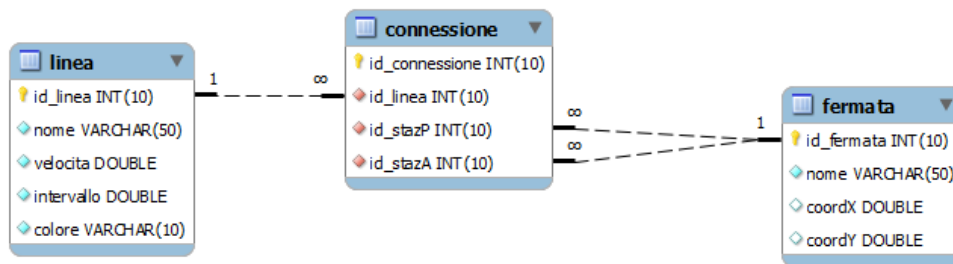 linea
id_linea INT(10)
nome VARCHAR(50)
velocita DOUBLE
intervallo DOUBLE
colore VARCHAR(10)
1
∞
connessione
id_connessione INT(10)
id_linea INT(10)
id_stazP INT(10)
id_stazA INT(10)
∞
∞
1
fermata
id_fermata INT(10)
nome VARCHAR(50)
coordX DOUBLE
coordY DOUBLE